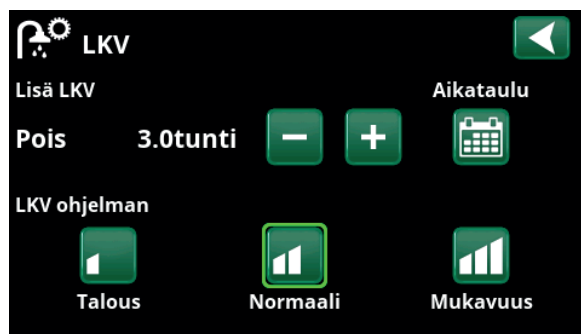 LKV
Lisä LKV Aikataulu
Pois 3.0tunti − +
LKV ohjelman
Talous Normaali Mukavuus